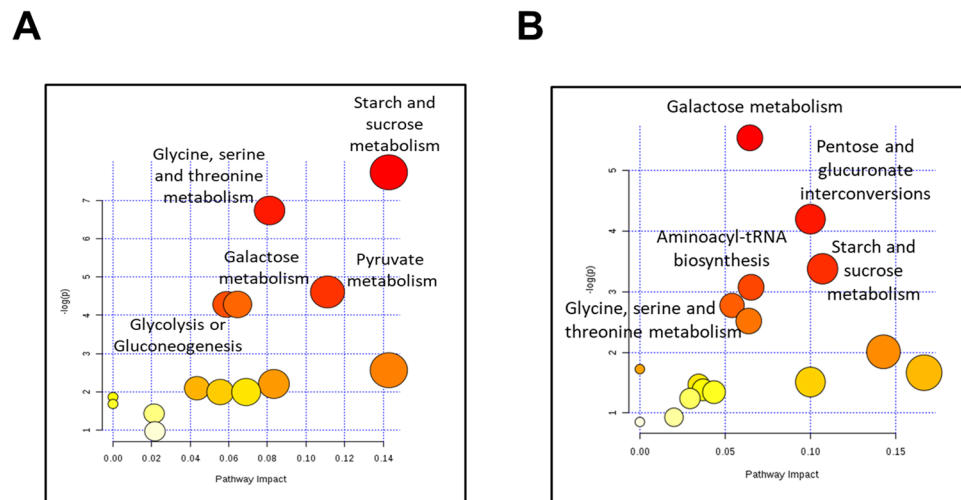 A
Starch and
sucrose
metabolism
Glycine, serine
and threonine
metabolism
Galactose
metabolism
Pyruvate
metabolism
Glycolysis or
Gluconeogenesis
7
6
5
4
3
2
1
-log(p)
0.00 0.02 0.04 0.06 0.08 0.10 0.12 0.14
Pathway Impact
B
Galactose metabolism
Pentose and
glucuronate
interconversions
Aminoacyl-tRNA
biosynthesis
Starch and
sucrose
metabolism
Glycine, serine and
threonine metabolism
5
4
3
2
1
-log(p)
0.00 0.05 0.10 0.15
Pathway Impact